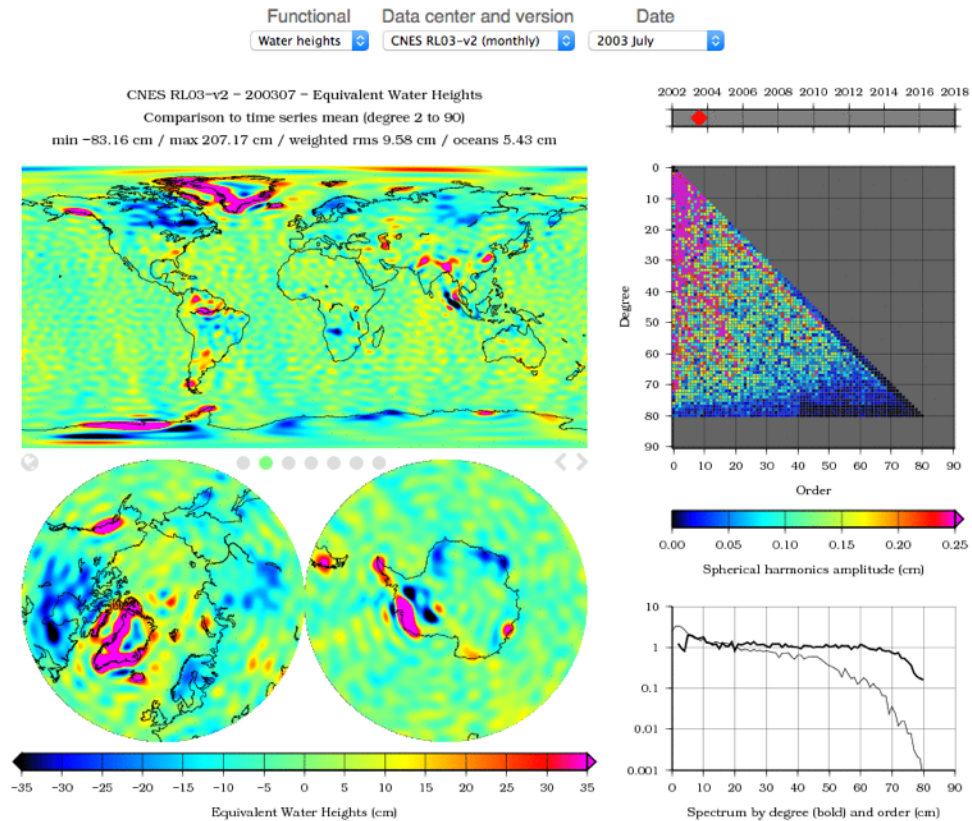 Functional Data center and version Date
Water heights CNES RL03-v2 (monthly) 2003 July
CNES RL03-v2 - 200307 - Equivalent Water Heights
Comparison to time series mean (degree 2 to 90)
min -83.16 cm / max 207.17 cm / weighted rms 9.58 cm / oceans 5.43 cm
2002 2004 2006 2008 2010 2012 2014 2016 2018
0
10
20
30
40
50
60
70
80
90
Degree
0 10 20 30 40 50 60 70 80 90
Order
0.00 0.05 0.10 0.15 0.20 0.25
Spherical harmonics amplitude (cm)
10
1
0.1
0.01
0.001
0 10 20 30 40 50 60 70 80 90
Spectrum by degree (bold) and order (cm)
-35 -30 -25 -20 -15 -10 -5 0 5 10 15 20 25 30 35
Equivalent Water Heights (cm)